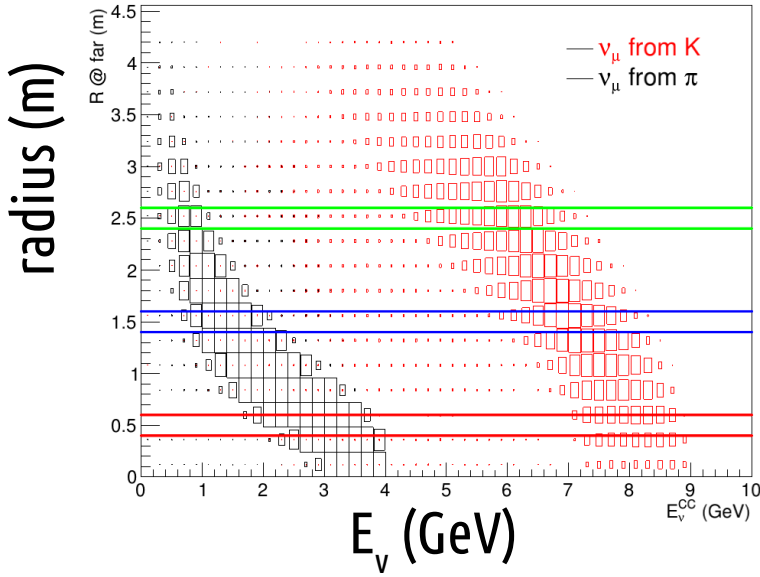 R @ far (m)
radius (m)
4.5
4
3.5
3
2.5
2
1.5
1
0.5
0
ν_μ from K
ν_μ from π
0 1 2 3 4 5 6 7 8 9 10
E_ν^CC (GeV)
E_ν (GeV)